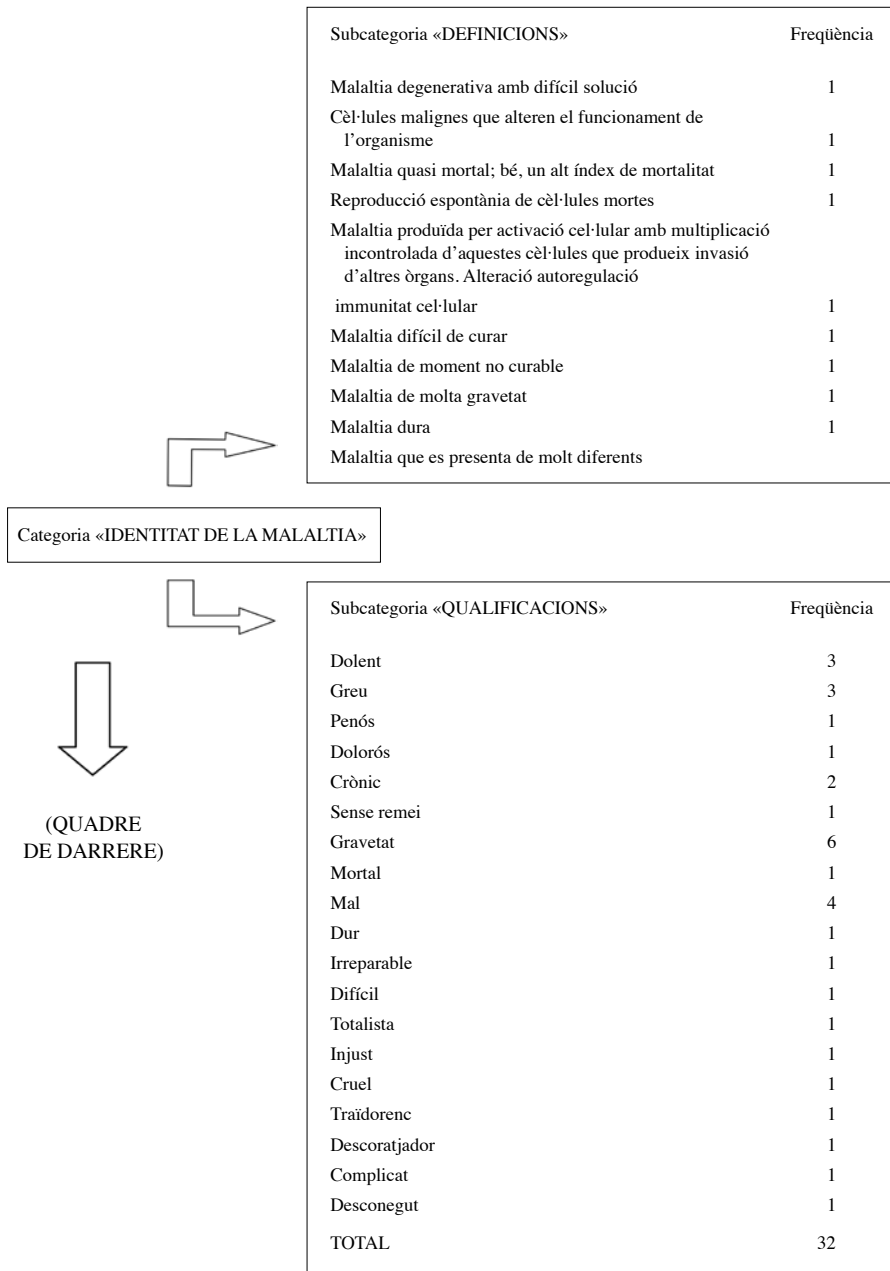 Subcategoria «DEFINICIONS» Freqüència
Malaltia degenerativa amb difícil solució 1
Cèl·lules malignes que alteren el funcionament de
l’organisme 1
Malaltia quasi mortal; bé, un alt índex de mortalitat 1
Reproducció espontània de cèl·lules mortes 1
Malaltia produïda per activació cel·lular amb multiplicació
incontrolada d’aquestes cèl·lules que produeix invasió
d’altres òrgans. Alteració autoregulació
immunitat cel·lular 1
Malaltia difícil de curar 1
Malaltia de moment no curable 1
Malaltia de molta gravetat 1
Malaltia dura 1
Malaltia que es presenta de molt diferents
Categoria «IDENTITAT DE LA MALALTIA»
Subcategoria «QUALIFICACIONS» Freqüència
Dolent 3
Greu 3
Penós 1
Dolorós 1
Crònic 2
Sense remei 1
Gravetat 6
Mortal 1
Mal 4
Dur 1
Irreparable 1
Difícil 1
Totalista 1
Injust 1
Cruel 1
Traïdorenc 1
Descoratjador 1
Complicat 1
Desconegut 1
TOTAL 32
(QUADRE
DE DARRERE)